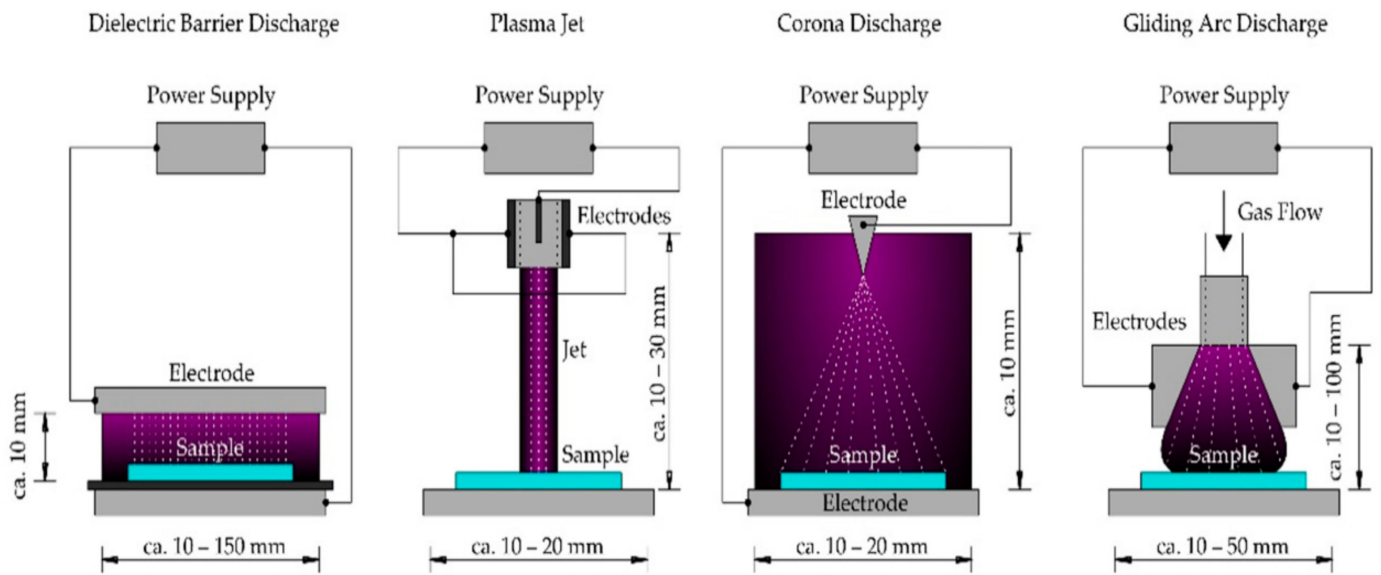 Dielectric Barrier Discharge
Power Supply
Electrode
Sample
ca. 10 mm
ca. 10 – 150 mm
Plasma Jet
Power Supply
Electrodes
Jet
Sample
ca. 10 – 30 mm
ca. 10 – 20 mm
Corona Discharge
Power Supply
Electrode
Sample
Electrode
ca. 10 mm
ca. 10 – 20 mm
Gliding Arc Discharge
Power Supply
Gas Flow
Electrodes
Sample
ca. 10 – 100 mm
ca. 10 – 50 mm